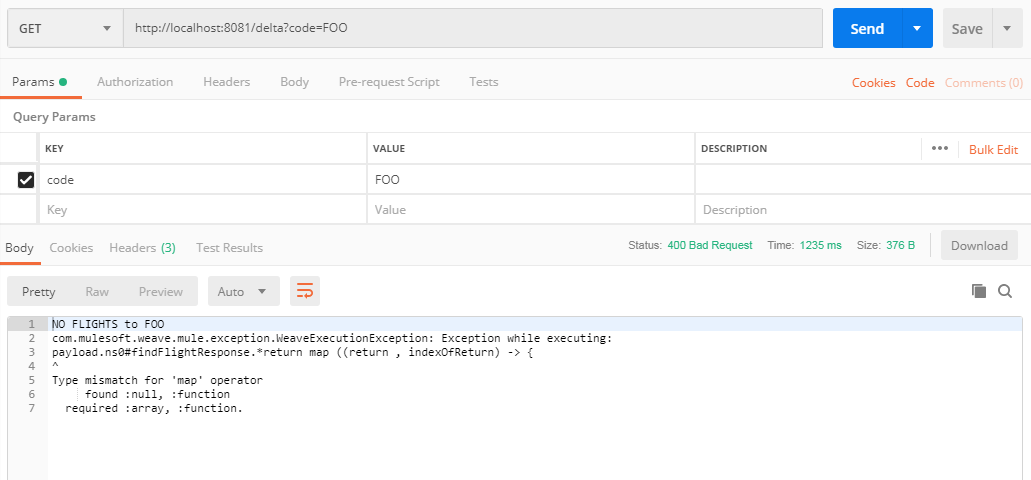 GET http://localhost:8081/delta?code=FOO Send Save
Params Authorization Headers Body Pre-request Script Tests Cookies Code Comments (0)
Query Params
KEY VALUE DESCRIPTION ••• Bulk Edit
code FOO
Key Value Description
Body Cookies Headers (3) Test Results Status: 400 Bad Request Time: 1235 ms Size: 376 B Download
Pretty Raw Preview Auto
1 NO FLIGHTS to FOO
2 com.mulesoft.weave.mule.exception.WeaveExecutionException: Exception while executing:
3 payload.ns0#findFlightResponse.*return map ((return , indexOfReturn) -> {
4 ^
5 Type mismatch for 'map' operator
6 found :null, :function
7 required :array, :function.